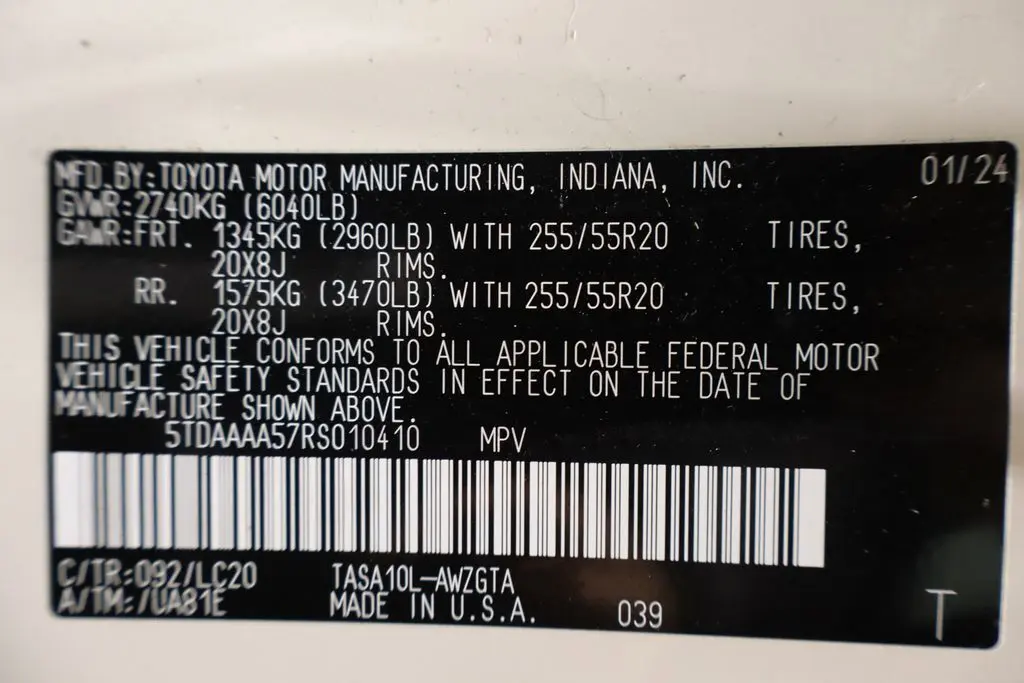 MFD.BY:TOYOTA MOTOR MANUFACTURING, INDIANA, INC. 01/24
GVWR:2740KG (6040LB)
GAWR:FRT. 1345KG (2960LB) WITH 255/55R20 TIRES,
20X8J RIMS.
RR. 1575KG (3470LB) WITH 255/55R20 TIRES,
20X8J RIMS.
THIS VEHICLE CONFORMS TO ALL APPLICABLE FEDERAL MOTOR
VEHICLE SAFETY STANDARDS IN EFFECT ON THE DATE OF
MANUFACTURE SHOWN ABOVE.
5TDAAAA57RS010410 MPV
C/TR:092/LC20 TASA10L-AWZGTA
A/TM:/UA81E MADE IN U.S.A. 039 T